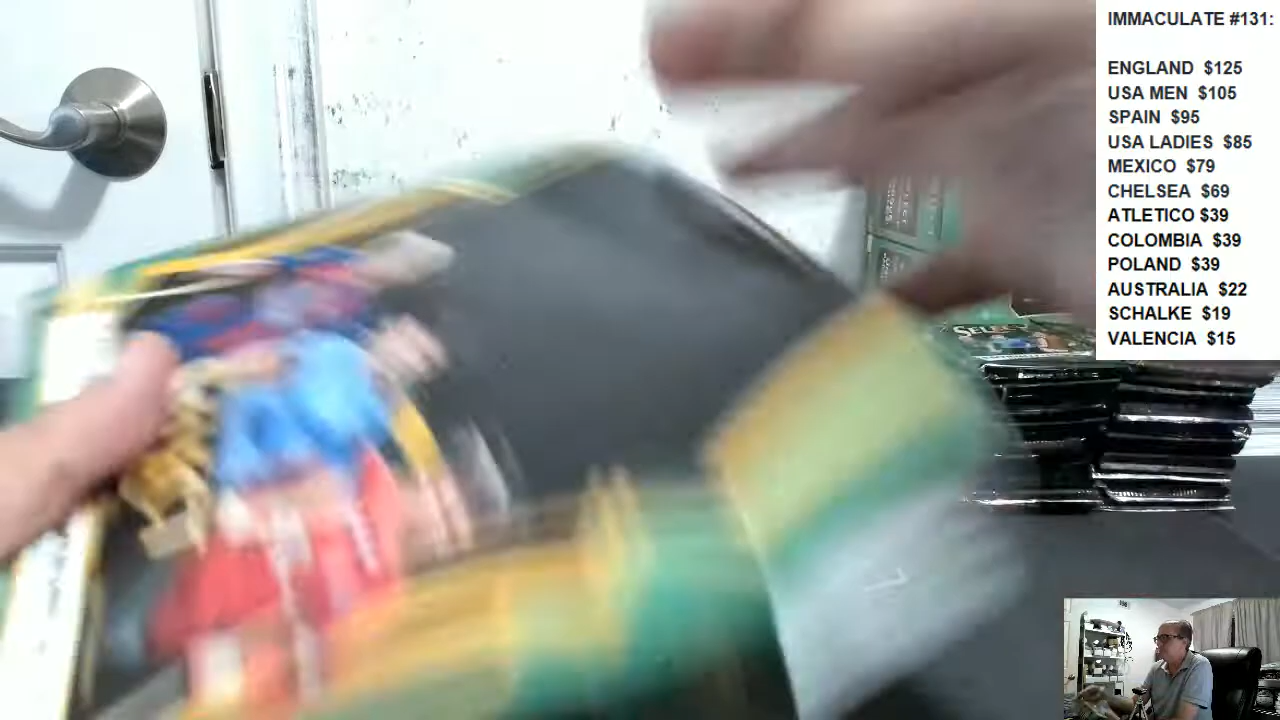 IMMACULATE #131:
ENGLAND $125
USA MEN $105
SPAIN $95
USA LADIES $85
MEXICO $79
CHELSEA $69
ATLETICO $39
COLOMBIA $39
POLAND $39
AUSTRALIA $22
SCHALKE $19
VALENCIA $15
SELECT